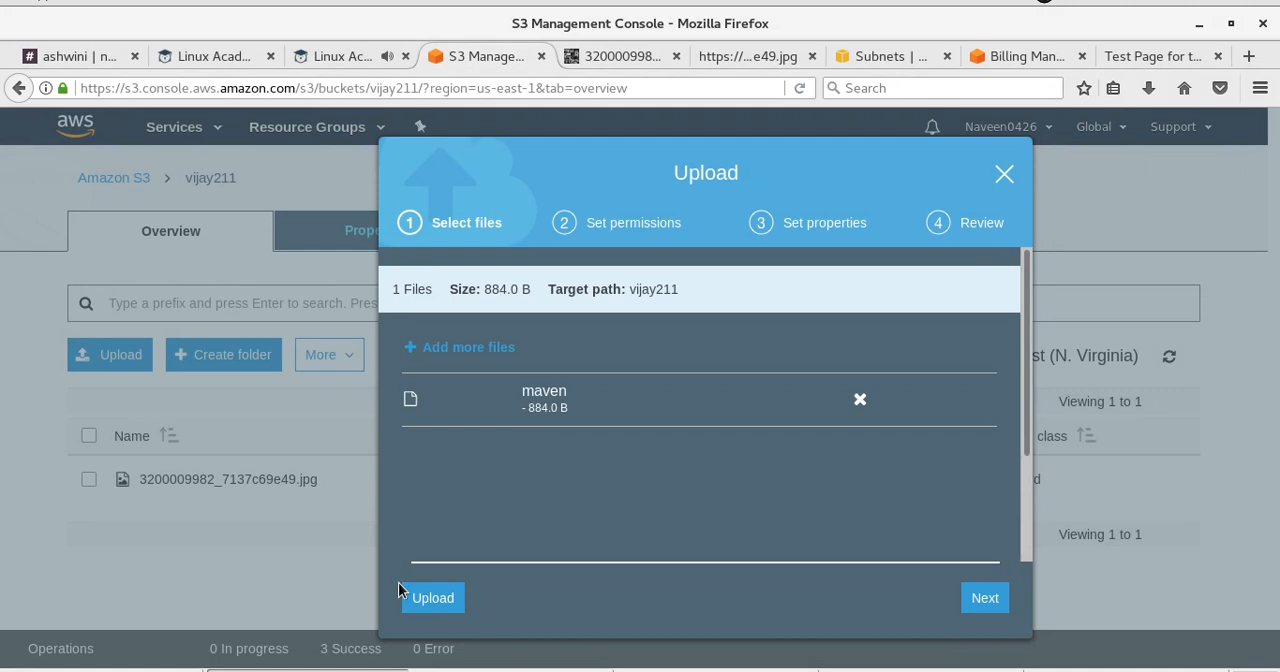 S3 Management Console - Mozilla Firefox
ashwini | n...
Linux Acad...
Linux Ac...
S3 Manage...
320000998...
https://...e49.jpg
Subnets | ...
Billing Man...
Test Page for t...
https://s3.console.aws.amazon.com/s3/buckets/vijay211/?region=us-east-1&tab=overview
Search
aws
Services
Resource Groups
Naveen0426
Global
Support
Amazon S3 > vijay211
Upload
1 Select files
2 Set permissions
3 Set properties
4 Review
Overview
Prope
1 Files Size: 884.0 B Target path: vijay211
Type a prefix and press Enter to search. Pres
+ Add more files
Upload
+ Create folder
More
st (N. Virginia)
maven
- 884.0 B
Viewing 1 to 1
Name
class
3200009982_7137c69e49.jpg
d
Viewing 1 to 1
Upload
Next
Operations
0 In progress
3 Success
0 Error